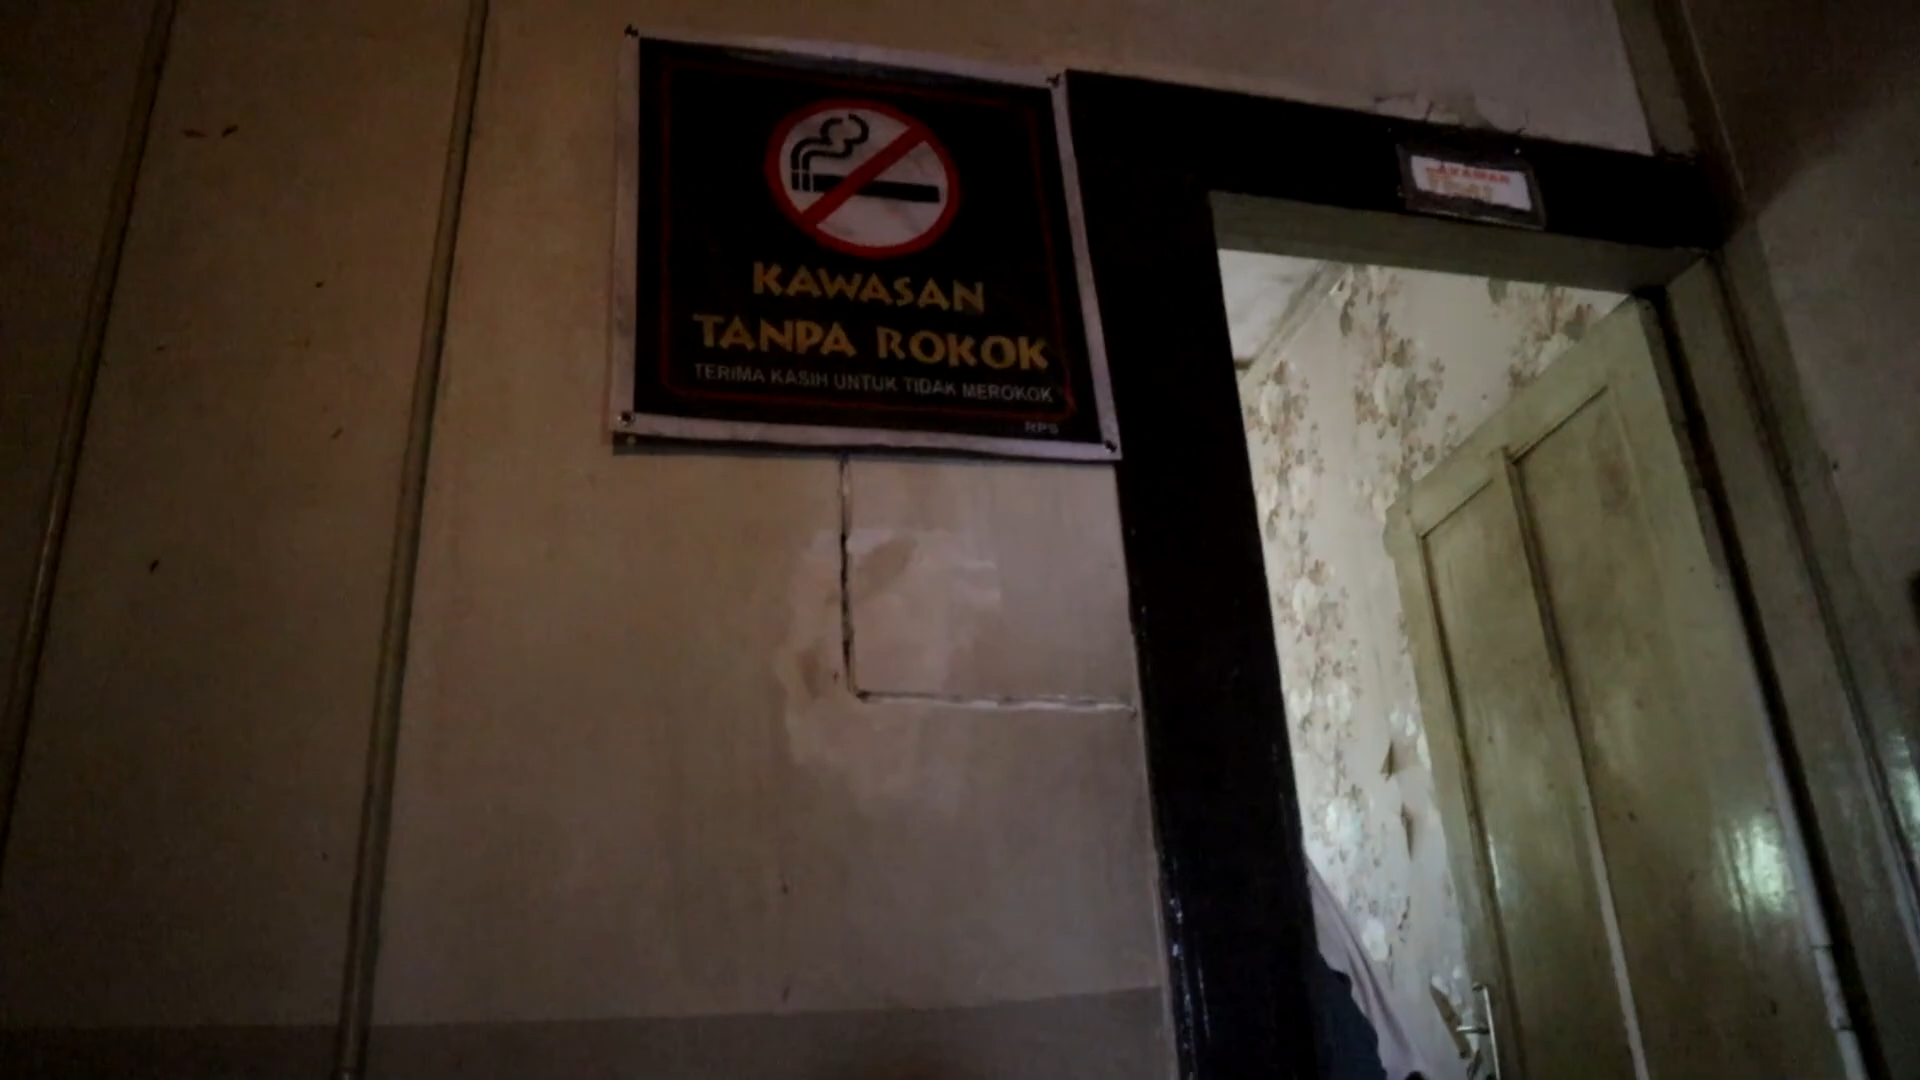 KAWASAN
TANPA ROKOK
TERIMA KASIH UNTUK TIDAK MEROKOK
RPS